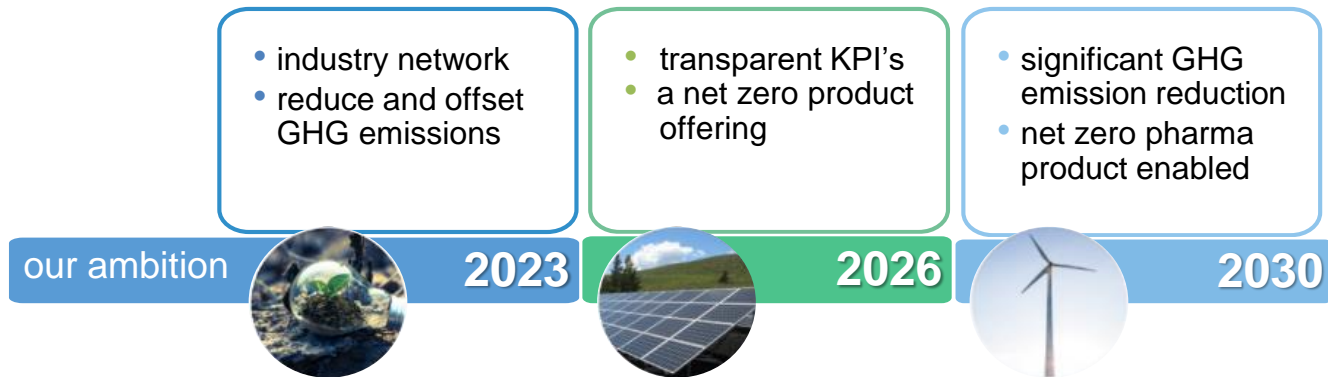 • industry network
• reduce and offset
GHG emissions
• transparent KPI's
• a net zero product
offering
• significant GHG
emission reduction
• net zero pharma
product enabled
our ambition
2023
2026
2030